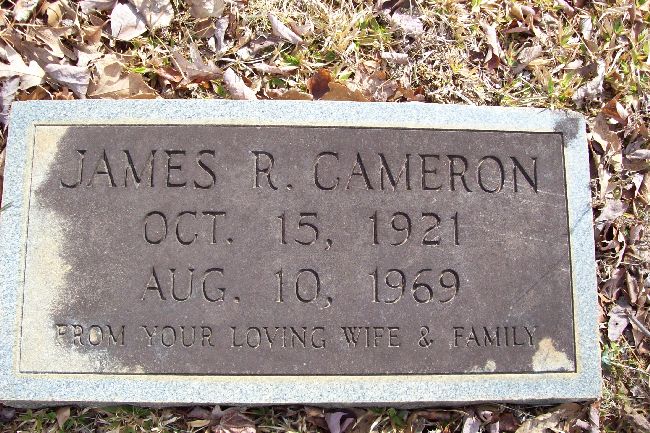 JAMES R. CAMERON
OCT. 15, 1921
AUG. 10, 1969
FROM YOUR LOVING WIFE & FAMILY